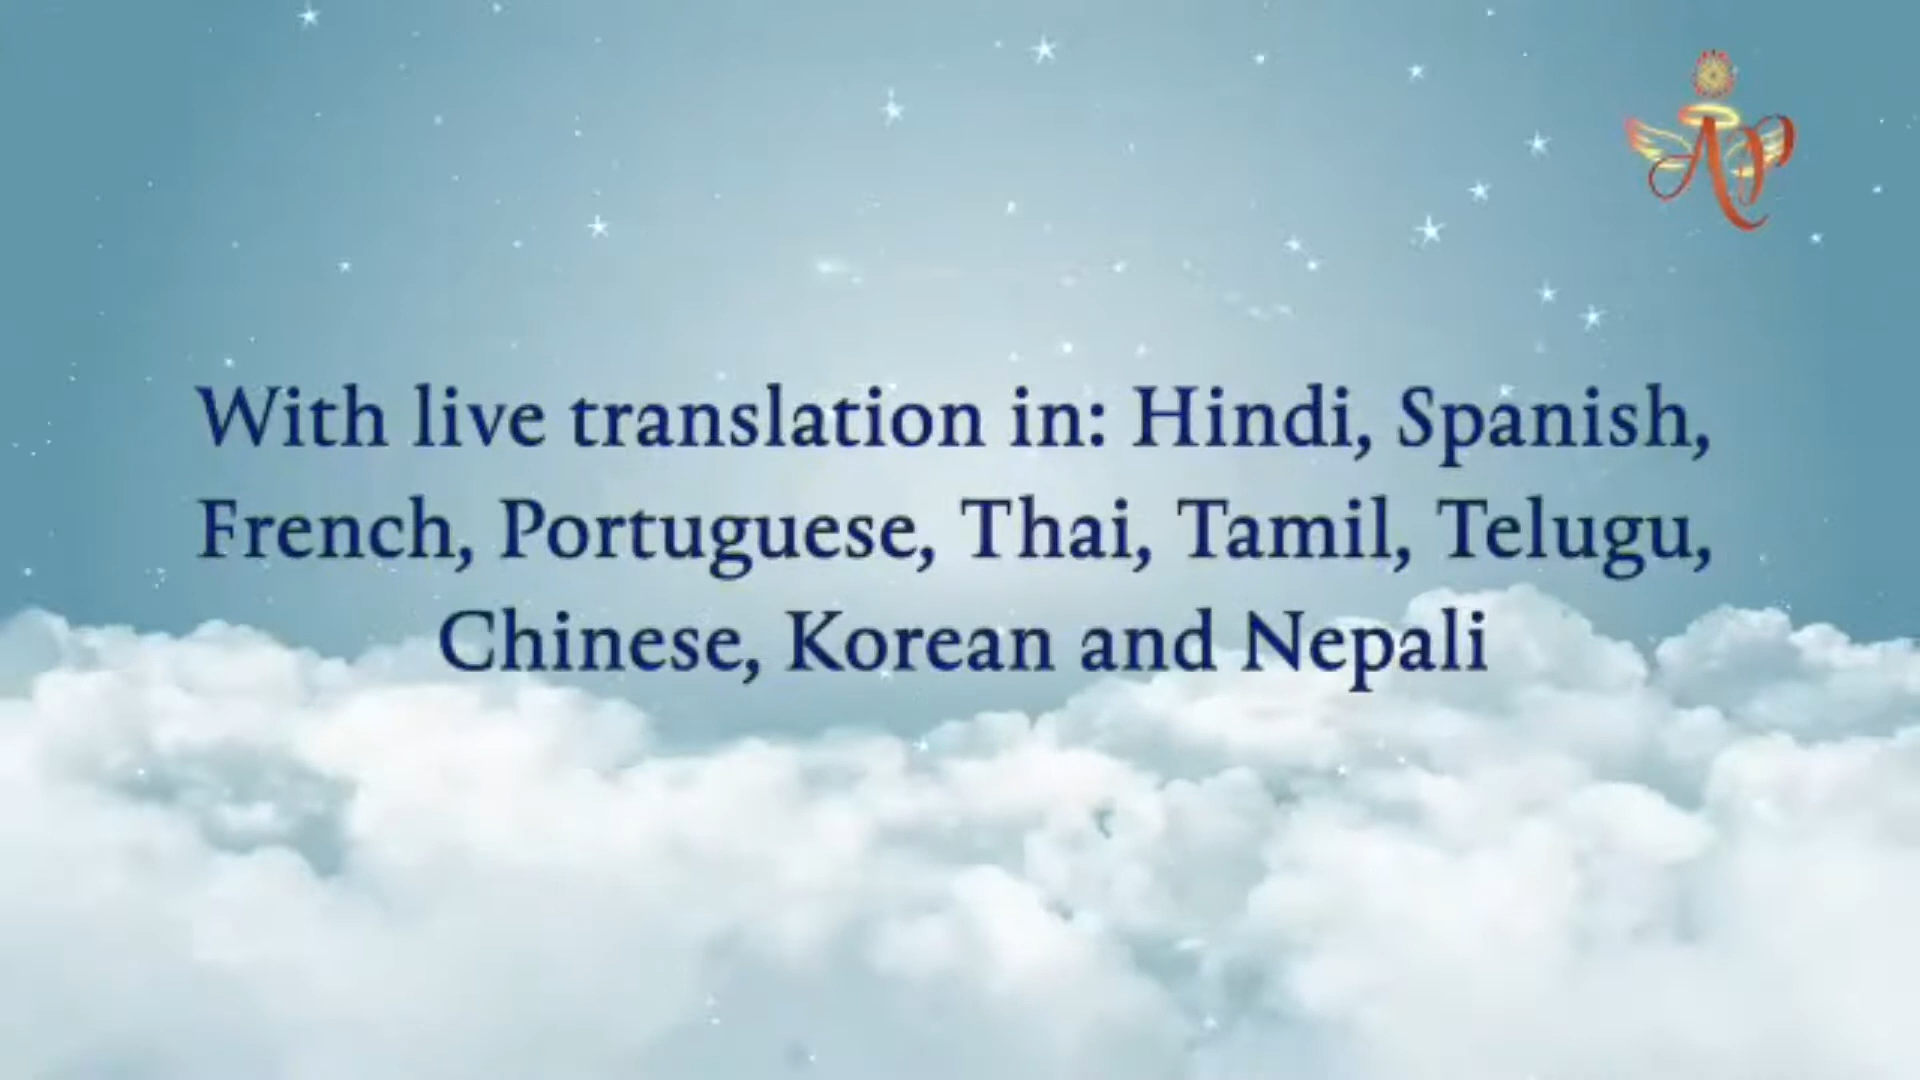 With live translation in: Hindi, Spanish,
French, Portuguese, Thai, Tamil, Telugu,
Chinese, Korean and Nepali